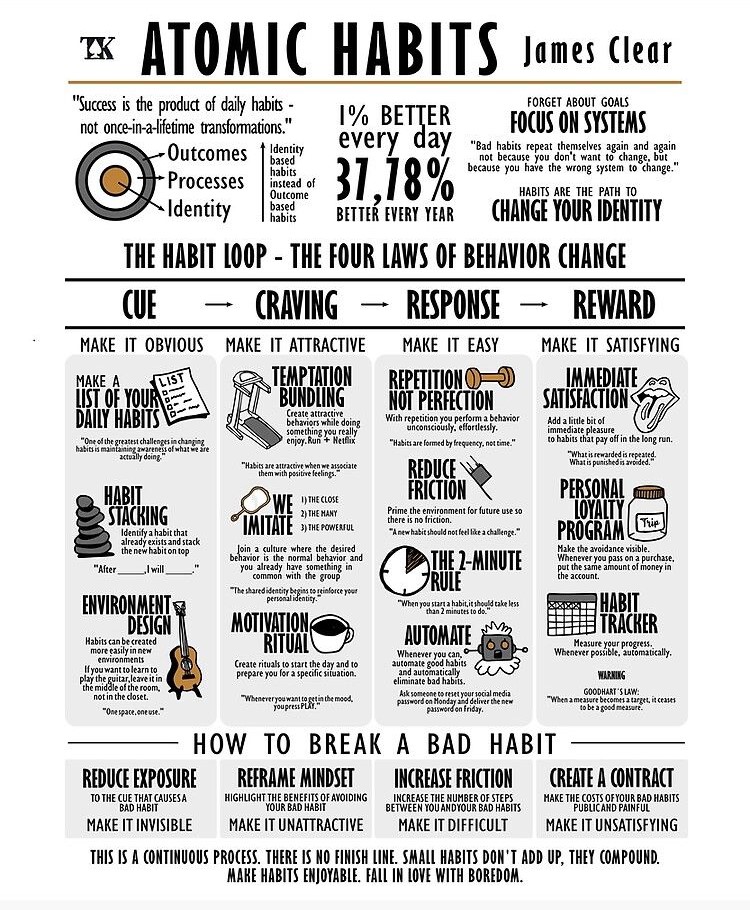 TK ATOMIC HABITS James Clear
"Success is the product of daily habits -
not once-in-a-lifetime transformations."
Outcomes
Processes
Identity
Identity
based
habits
instead of
Outcome
based
habits
1% BETTER
every day
37,78%
BETTER EVERY YEAR
FORGET ABOUT GOALS
FOCUS ON SYSTEMS
"Bad habits repeat themselves again and again
not because you don't want to change, but
because you have the wrong system to change."
HABITS ARE THE PATH TO
CHANGE YOUR IDENTITY
THE HABIT LOOP - THE FOUR LAWS OF BEHAVIOR CHANGE
CUE → CRAVING → RESPONSE → REWARD
MAKE IT OBVIOUS
MAKE A
LIST OF YOUR
DAILY HABITS
LIST
"One of the greatest challenges in changing
habits is maintaining awareness of what we are
actually doing."
HABIT
STACKING
Identify a habit that
already exists and stack
the new habit on top
"After _____,I will _____."
ENVIRONMENT
DESIGN
Habits can be created
more easily in new
environments
If you want to learn to
play the guitar, leave it in
the middle of the room,
not in the closet.
"One space, one use."
MAKE IT ATTRACTIVE
TEMPTATION
BUNDLING
Create attractive
behaviors while doing
something you really
enjoy. Run + Netflix
"Habits are attractive when we associate
them with positive feelings."
WE
IMITATE
1) THE CLOSE
2) THE MANY
3) THE POWERFUL
Join a culture where the desired
behavior is the normal behavior and
you already have something in
common with the group
"The shared identity begins to reinforce your
personal identity."
MOTIVATION
RITUAL
Create rituals to start the day and to
prepare you for a specific situation.
"Whenever you want to get in the mood,
you press PLAY."
MAKE IT EASY
REPETITION
NOT PERFECTION
With repetition you perform a behavior
unconsciously, effortlessly.
"Habits are formed by frequency, not time."
REDUCE
FRICTION
Prime the environment for future use so
there is no friction.
"A new habit should not feel like a challenge."
THE 2-MINUTE
RULE
"When you start a habit, it should take less
than 2 minutes to do."
AUTOMATE
Whenever you can,
automate good habits
and automatically
eliminate bad habits.
Ask someone to reset your social media
password on Monday and deliver the new
password on Friday.
MAKE IT SATISFYING
IMMEDIATE
SATISFACTION
Add a little bit of
immediate pleasure
to habits that pay off in the long run.
"What is rewarded is repeated.
What is punished is avoided."
PERSONAL
LOYALTY
PROGRAM
Trip
Make the avoidance visible.
Whenever you pass on a purchase,
put the same amount of money in
the account.
HABIT
TRACKER
Measure your progress.
Whenever possible, automatically.
WARNING
GOODHART´S LAW:
"When a measure becomes a target, it ceases
to be a good measure.
HOW TO BREAK A BAD HABIT
REDUCE EXPOSURE
TO THE CUE THAT CAUSES A
BAD HABIT
MAKE IT INVISIBLE
REFRAME MINDSET
HIGHLIGHT THE BENEFITS OF AVOIDING
YOUR BAD HABIT
MAKE IT UNATTRACTIVE
INCREASE FRICTION
INCREASE THE NUMBER OF STEPS
BETWEEN YOU AND YOUR BAD HABITS
MAKE IT DIFFICULT
CREATE A CONTRACT
MAKE THE COSTS OF YOUR BAD HABITS
PUBLIC AND PAINFUL
MAKE IT UNSATISFYING
THIS IS A CONTINUOUS PROCESS. THERE IS NO FINISH LINE. SMALL HABITS DON'T ADD UP, THEY COMPOUND.
MAKE HABITS ENJOYABLE. FALL IN LOVE WITH BOREDOM.